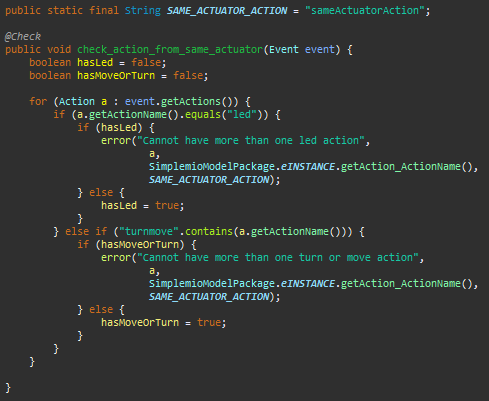 public static final String SAME_ACTUATOR_ACTION = "sameActuatorAction";
@Check
public void check_action_from_same_actuator(Event event) {
    boolean hasLed = false;
    boolean hasMoveOrTurn = false;
    for (Action a : event.getActions()) {
        if (a.getActionName().equals("led")) {
            if (hasLed) {
                error("Cannot have more than one led action",
                        a,
                        SimplemioModelPackage.eINSTANCE.getAction_ActionName(),
                        SAME_ACTUATOR_ACTION);
            } else {
                hasLed = true;
            }
        } else if ("turnmove".contains(a.getActionName())) {
            if (hasMoveOrTurn) {
                error("Cannot have more than one turn or move action",
                        a,
                        SimplemioModelPackage.eINSTANCE.getAction_ActionName(),
                        SAME_ACTUATOR_ACTION);
            } else {
                hasMoveOrTurn = true;
            }
        }
    }
}